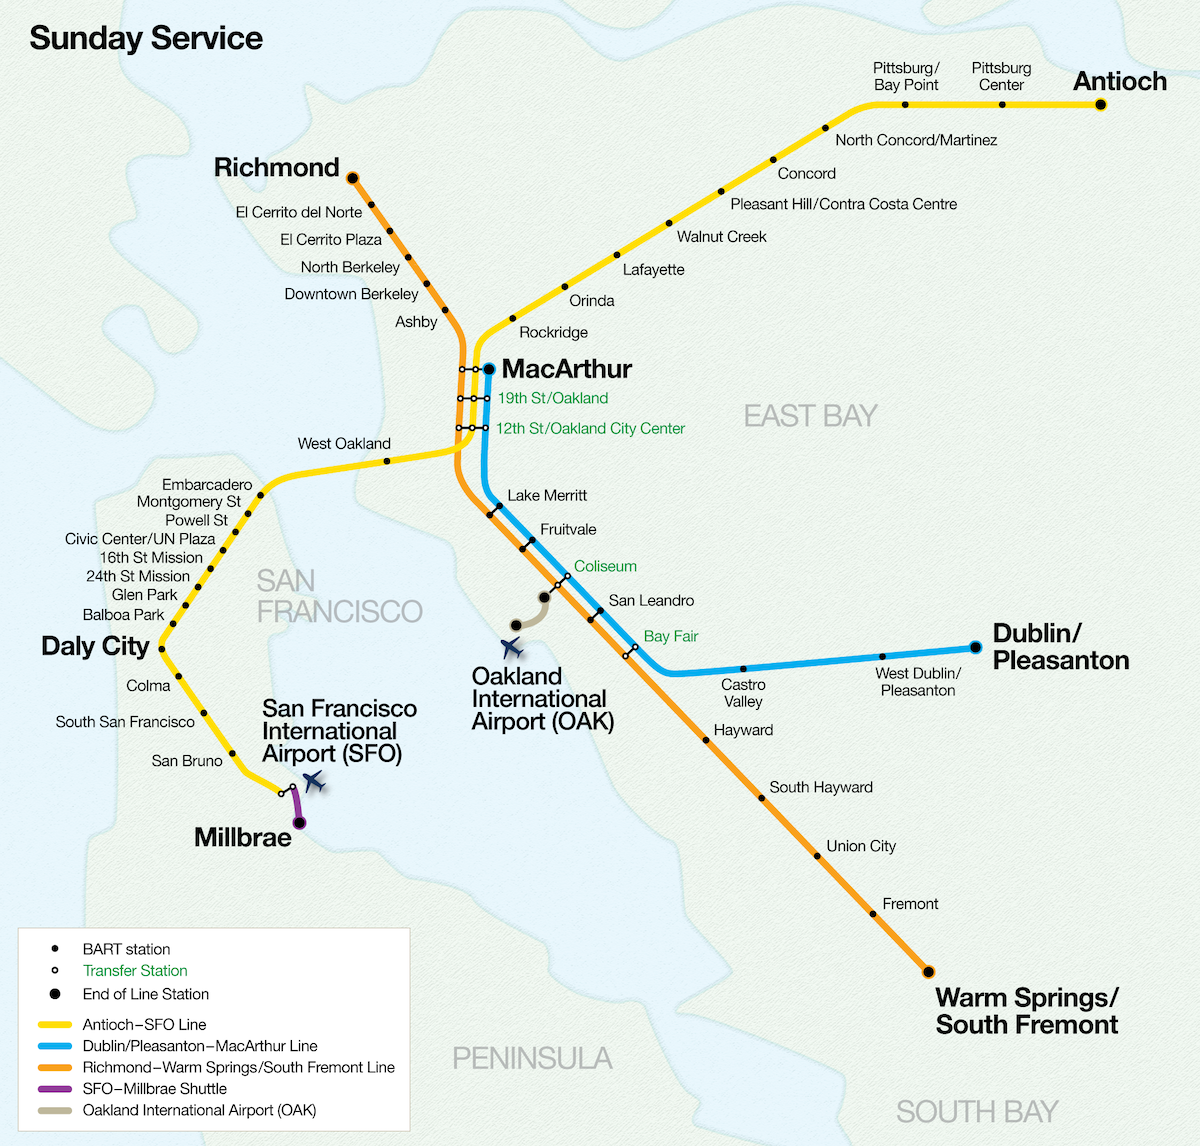 Sunday Service
Pittsburg/
Bay Point
Pittsburg
Center
Antioch
North Concord/Martinez
Concord
Pleasant Hill/Contra Costa Centre
Walnut Creek
Lafayette
Orinda
Rockridge
Richmond
El Cerrito del Norte
El Cerrito Plaza
North Berkeley
Downtown Berkeley
Ashby
MacArthur
19th St/Oakland
12th St/Oakland City Center
EAST BAY
West Oakland
Embarcadero
Montgomery St
Powell St
Civic Center/UN Plaza
16th St Mission
24th St Mission
Glen Park
Balboa Park
Daly City
Colma
South San Francisco
San Bruno
SAN
FRANCISCO
San Francisco
International
Airport (SFO)
Millbrae
Lake Merritt
Fruitvale
Coliseum
San Leandro
Bay Fair
Oakland
International
Airport (OAK)
Castro
Valley
West Dublin/
Pleasanton
Dublin/
Pleasanton
Hayward
South Hayward
Union City
Fremont
Warm Springs/
South Fremont
PENINSULA
SOUTH BAY
BART station
Transfer Station
End of Line Station
Antioch–SFO Line
Dublin/Pleasanton–MacArthur Line
Richmond–Warm Springs/South Fremont Line
SFO–Millbrae Shuttle
Oakland International Airport (OAK)